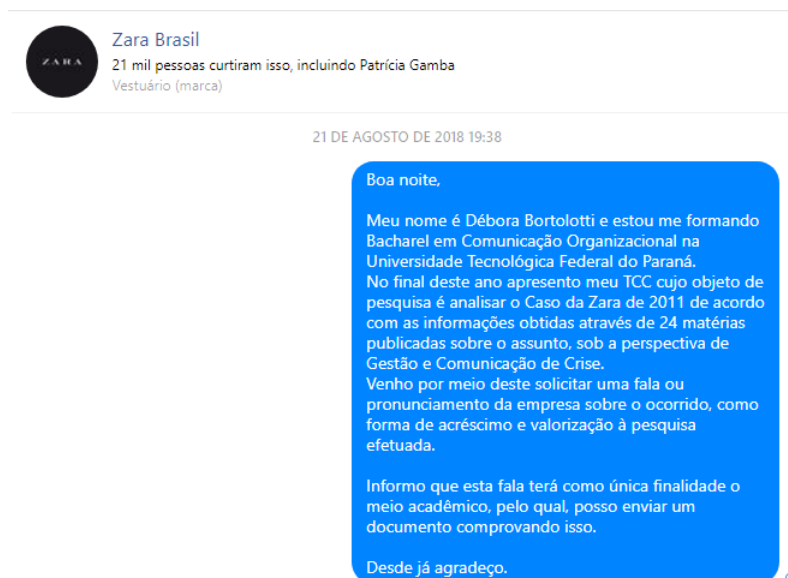 ZARA
Zara Brasil
21 mil pessoas curtiram isso, incluindo Patrícia Gamba
Vestuário (marca)
21 DE AGOSTO DE 2018 19:38
Boa noite,
Meu nome é Débora Bortolotti e estou me formando
Bacharel em Comunicação Organizacional na
Universidade Tecnológica Federal do Paraná.
No final deste ano apresento meu TCC cujo objeto de
pesquisa é analisar o Caso da Zara de 2011 de acordo
com as informações obtidas através de 24 matérias
publicadas sobre o assunto, sob a perspectiva de
Gestão e Comunicação de Crise.
Venho por meio deste solicitar uma fala ou
pronunciamento da empresa sobre o ocorrido, como
forma de acréscimo e valorização à pesquisa
efetuada.
Informo que esta fala terá como única finalidade o
meio acadêmico, pelo qual, posso enviar um
documento comprovando isso.
Desde já agradeço.